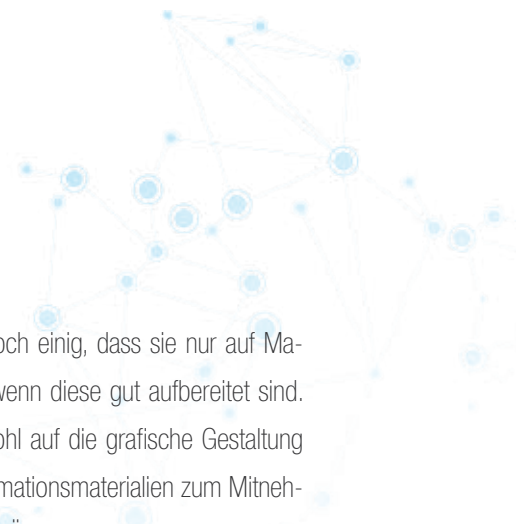 och einig, dass sie nur auf Ma-
wenn diese gut aufbereitet sind.
ohl auf die grafische Gestaltung
mationsmaterialien zum Mitneh-